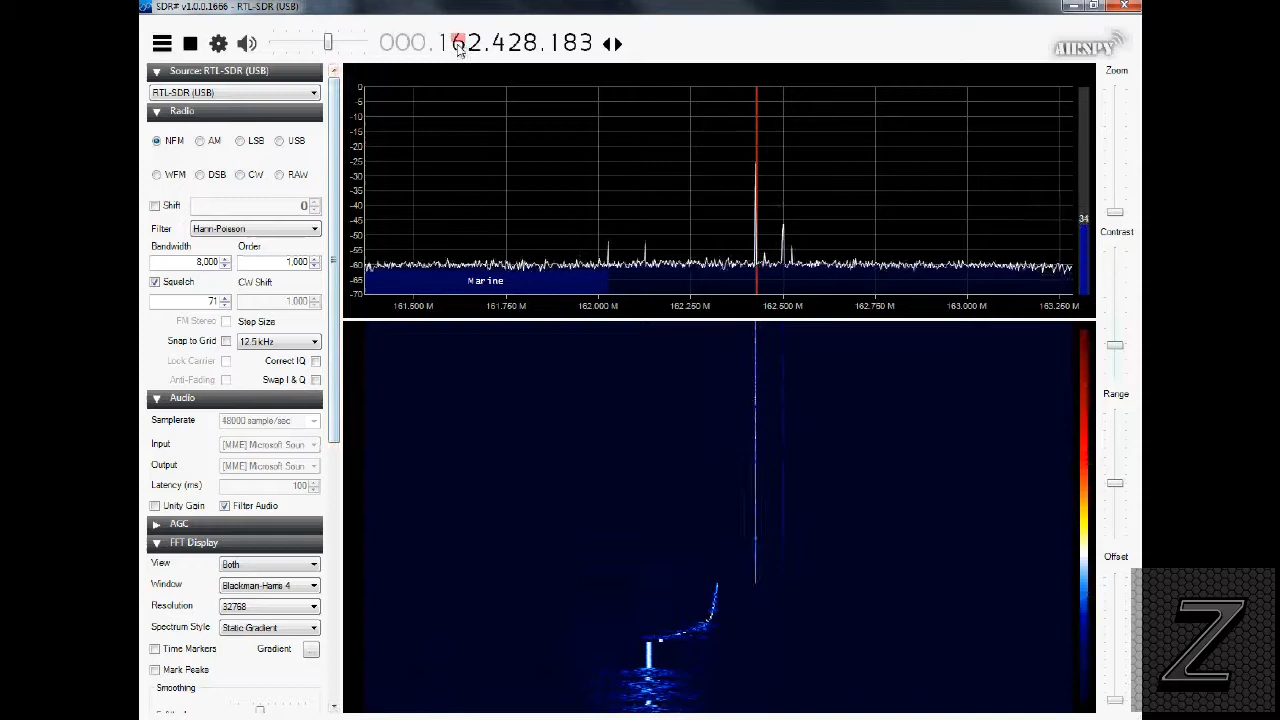 SDR# v1.0.0.1666 - RTL-SDR (USB)
000.162.428.183
AIRSPY
Source: RTL-SDR (USB)
RTL-SDR (USB)
Radio
NFM AM LSB USB
WFM DSB CW RAW
Shift 0
Filter Hann-Poisson
Bandwidth Order
8,000 1,000
Squelch CW Shift
71 1,000
FM Stereo Step Size
Snap to Grid 12.5 kHz
Lock Carrier Correct IQ
Anti-Fading Swap I & Q
Audio
Samplerate 48000 sample/sec
Input [MME] Microsoft Soun
Output [MME] Microsoft Soun
Latency (ms) 100
Unity Gain Filter Audio
AGC
FFT Display
View Both
Window Blackman-Harris 4
Resolution 32768
Spectrum Style Static Gradient
Time Markers Gradient ...
Mark Peaks
Smoothing
0
-5
-10
-15
-20
-25
-30
-35
-40
-45
-50
-55
-60
-65
-70
Marine
161.500 M 161.750 M 162.000 M 162.250 M 162.500 M 162.750 M 163.000 M 163.250 M
34
Zoom
Contrast
Range
Offset
Z